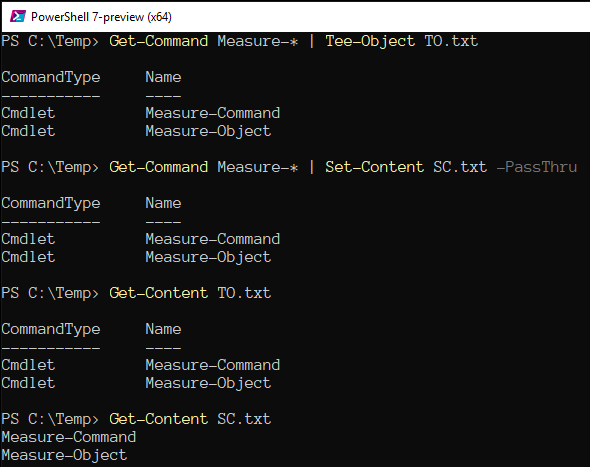 PowerShell 7-preview (x64)
PS C:\Temp> Get-Command Measure-* | Tee-Object TO.txt
CommandType     Name
-----------     ----
Cmdlet          Measure-Command
Cmdlet          Measure-Object
PS C:\Temp> Get-Command Measure-* | Set-Content SC.txt -PassThru
CommandType     Name
-----------     ----
Cmdlet          Measure-Command
Cmdlet          Measure-Object
PS C:\Temp> Get-Content TO.txt
CommandType     Name
-----------     ----
Cmdlet          Measure-Command
Cmdlet          Measure-Object
PS C:\Temp> Get-Content SC.txt
Measure-Command
Measure-Object